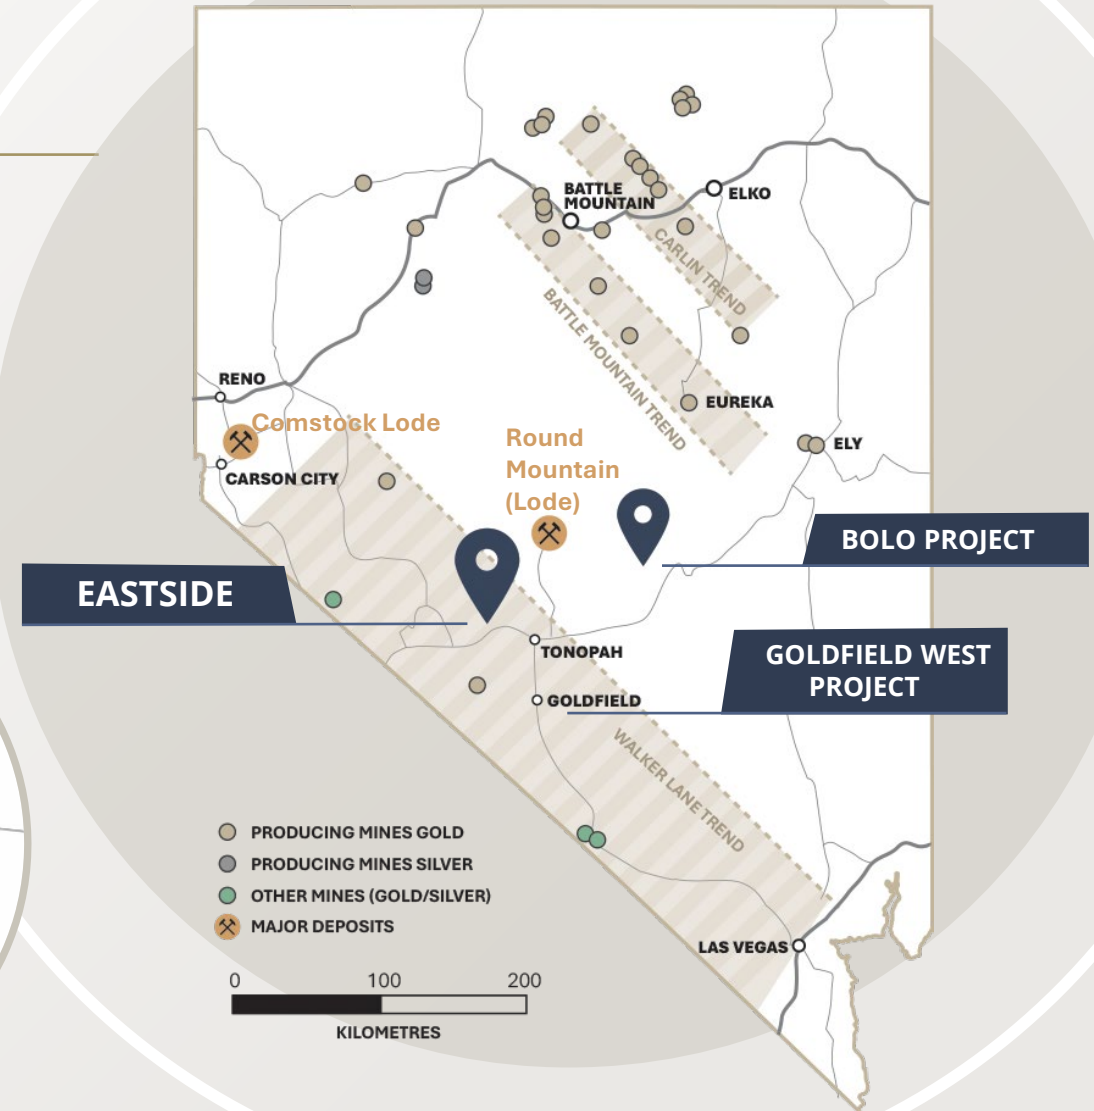 BATTLE
MOUNTAIN
ELKO
CARLIN TREND
BATTLE MOUNTAIN TREND
RENO
EUREKA
Comstock Lode
Round
Mountain
(Lode)
ELY
CARSON CITY
BOLO PROJECT
EASTSIDE
TONOPAH
GOLDFIELD WEST
PROJECT
GOLDFIELD
WALKER LANE TREND
PRODUCING MINES GOLD
PRODUCING MINES SILVER
OTHER MINES (GOLD/SILVER)
MAJOR DEPOSITS
LAS VEGAS
0 100 200
KILOMETRES